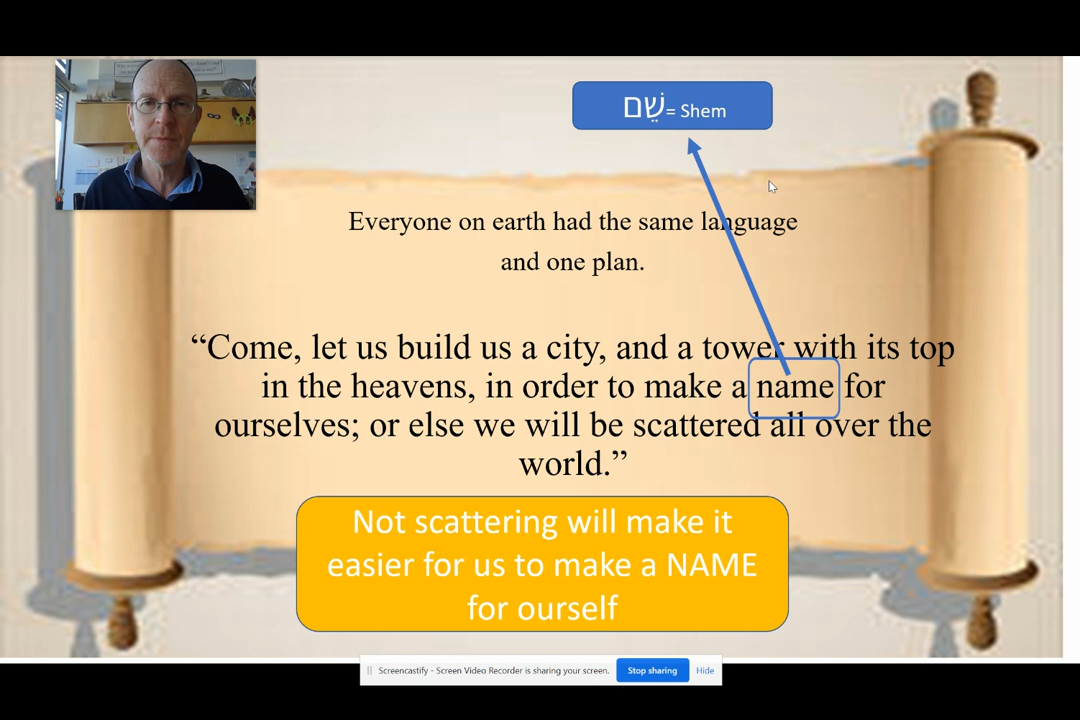 שֵׁם= Shem
Everyone on earth had the same language
and one plan.
“Come, let us build us a city, and a tower with its top
in the heavens, in order to make a name for
ourselves; or else we will be scattered all over the
world.”
Not scattering will make it
easier for us to make a NAME
for ourself
Screencastify - Screen Video Recorder is sharing your screen. Stop sharing Hide